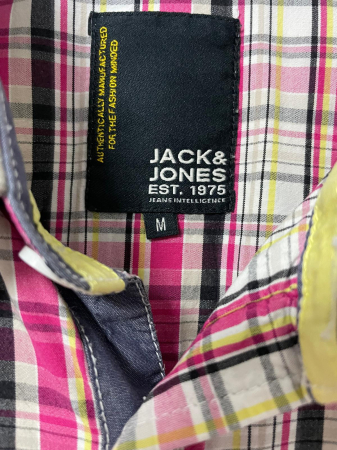 AUTHENTICALLY MANUFACTURED
FOR THE FASHION MINDED
JACK&
JONES
EST. 1975
JEANS INTELLIGENCE
M